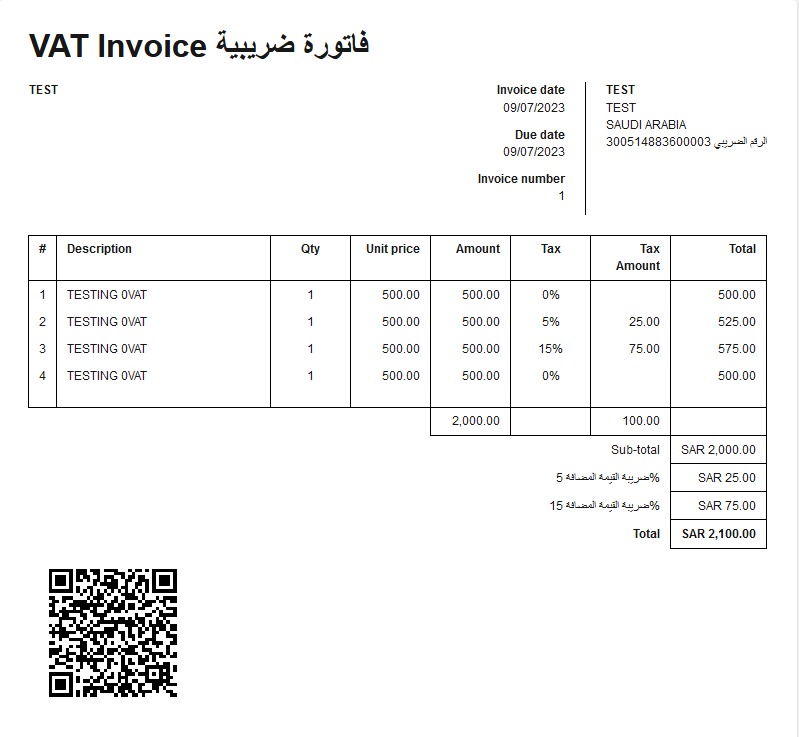 VAT Invoice فاتورة ضريبية
TEST
Invoice date
09/07/2023
Due date
09/07/2023
Invoice number
1
TEST
TEST
SAUDI ARABIA
300514883600003 الرقم الضريبي
# Description Qty Unit price Amount Tax Tax Amount Total
1 TESTING 0VAT 1 500.00 500.00 0% 500.00
2 TESTING 0VAT 1 500.00 500.00 5% 25.00 525.00
3 TESTING 0VAT 1 500.00 500.00 15% 75.00 575.00
4 TESTING 0VAT 1 500.00 500.00 0% 500.00
2,000.00 100.00
Sub-total SAR 2,000.00
5 ضريبة القيمة المضافة% SAR 25.00
15 ضريبة القيمة المضافة% SAR 75.00
Total SAR 2,100.00